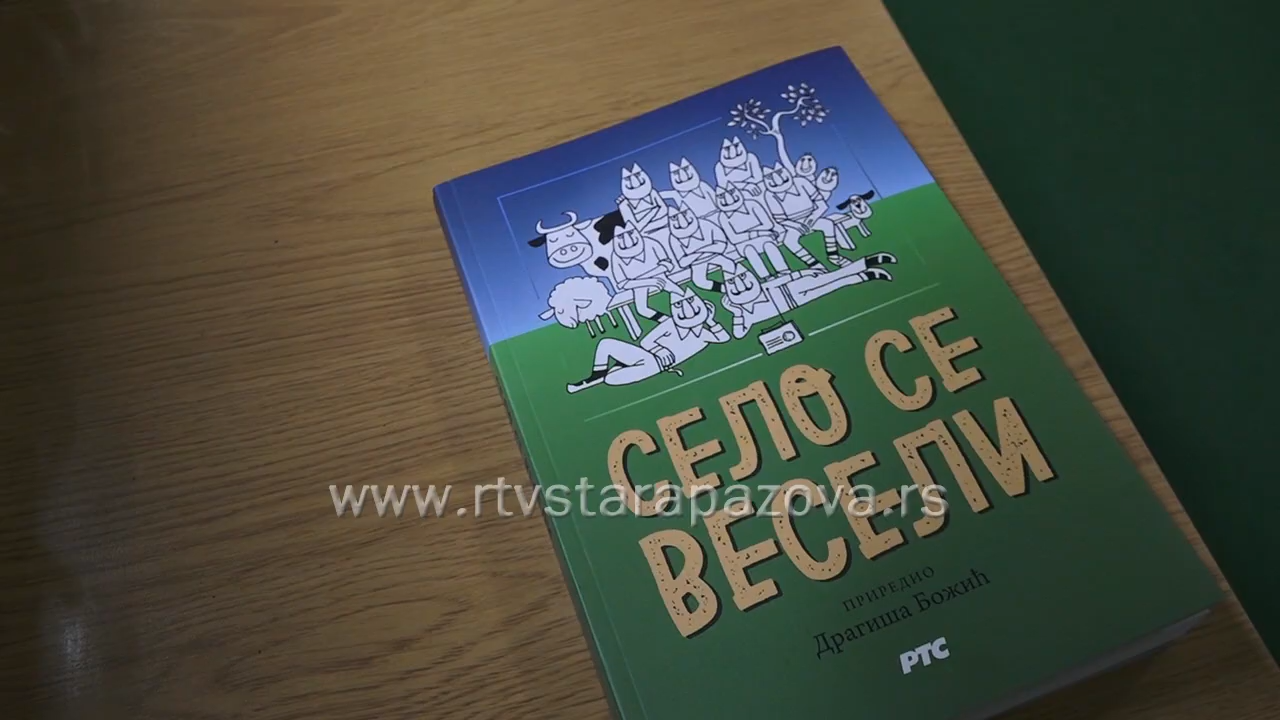 СЕЛО СЕ
ВЕСЕЛИ
www.rtvstarapazova.rs
ПРИРЕДИО
Драгиша Божић
РТС